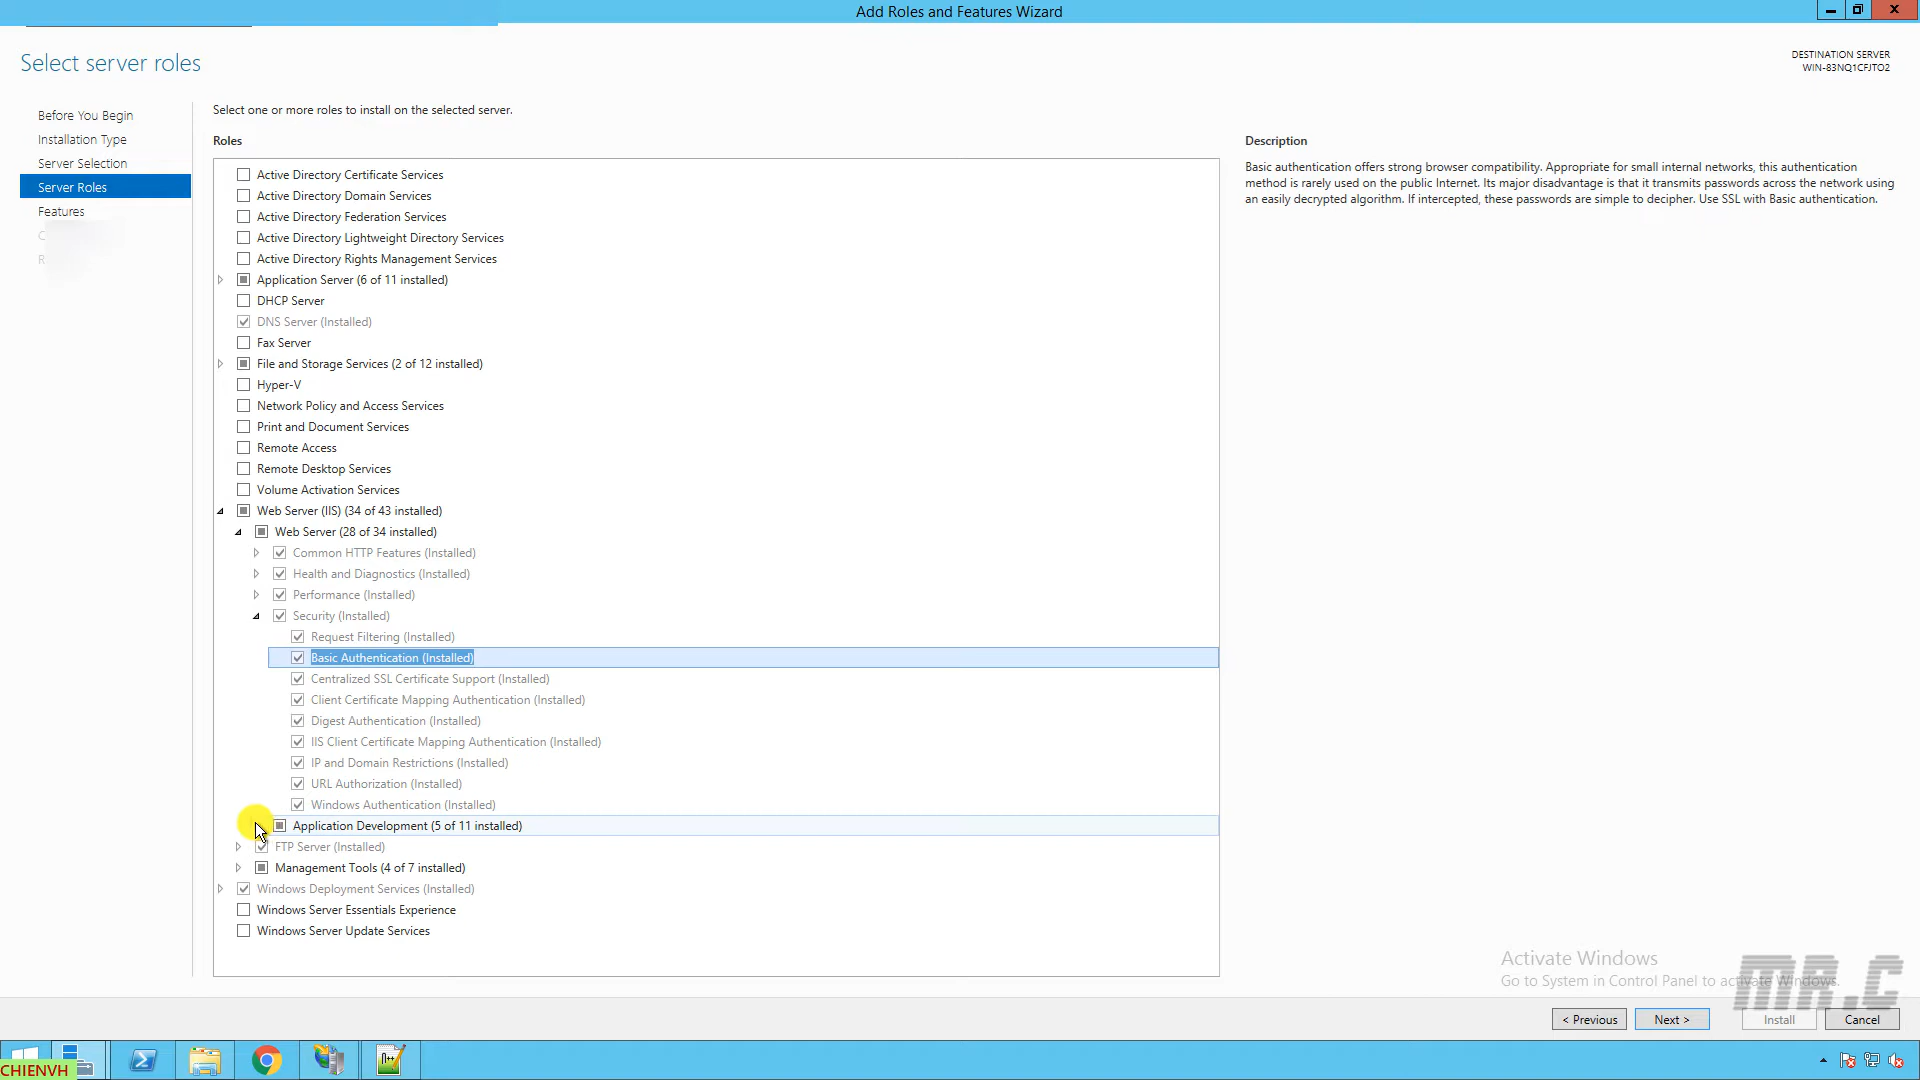 Add Roles and Features Wizard
Select server roles
DESTINATION SERVER
WIN-83NQ1CFJTO2
Before You Begin
Installation Type
Server Selection
Server Roles
Features
C
R
Select one or more roles to install on the selected server.
Roles
Active Directory Certificate Services
Active Directory Domain Services
Active Directory Federation Services
Active Directory Lightweight Directory Services
Active Directory Rights Management Services
Application Server (6 of 11 installed)
DHCP Server
DNS Server (Installed)
Fax Server
File and Storage Services (2 of 12 installed)
Hyper-V
Network Policy and Access Services
Print and Document Services
Remote Access
Remote Desktop Services
Volume Activation Services
Web Server (IIS) (34 of 43 installed)
Web Server (28 of 34 installed)
Common HTTP Features (Installed)
Health and Diagnostics (Installed)
Performance (Installed)
Security (Installed)
Request Filtering (Installed)
Basic Authentication (Installed)
Centralized SSL Certificate Support (Installed)
Client Certificate Mapping Authentication (Installed)
Digest Authentication (Installed)
IIS Client Certificate Mapping Authentication (Installed)
IP and Domain Restrictions (Installed)
URL Authorization (Installed)
Windows Authentication (Installed)
Application Development (5 of 11 installed)
FTP Server (Installed)
Management Tools (4 of 7 installed)
Windows Deployment Services (Installed)
Windows Server Essentials Experience
Windows Server Update Services
Description
Basic authentication offers strong browser compatibility. Appropriate for small internal networks, this authentication
method is rarely used on the public Internet. Its major disadvantage is that it transmits passwords across the network using
an easily decrypted algorithm. If intercepted, these passwords are simple to decipher. Use SSL with Basic authentication.
Activate Windows
Go to System in Control Panel to activate Windows.
MR.C
< Previous
Next >
Install
Cancel
CHIENVH